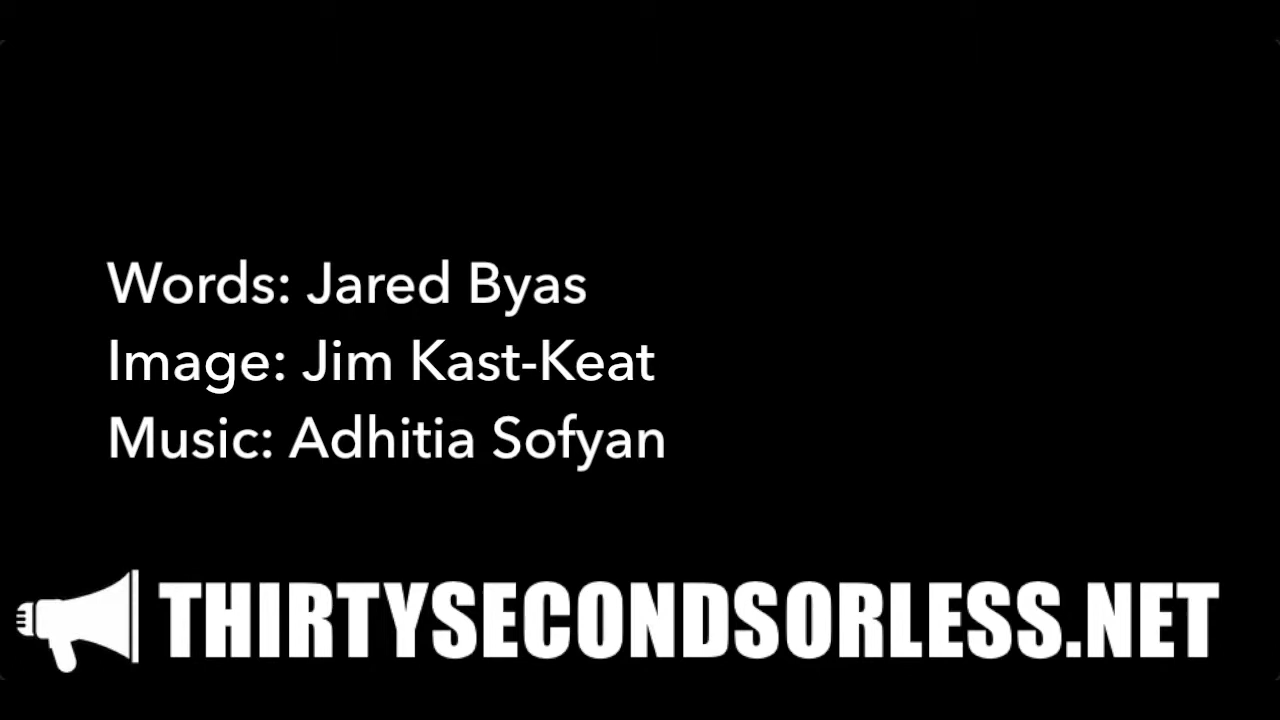 Words: Jared Byas
Image: Jim Kast-Keat
Music: Adhitia Sofyan
THIRTYSECONDSORLESS.NET